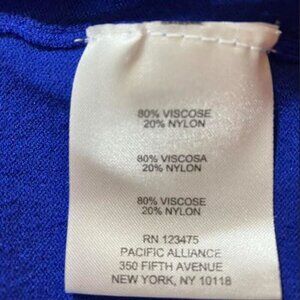 80% VISCOSE
20% NYLON
80% VISCOSA
20% NYLON
80% VISCOSE
20% NYLON
RN 123475
PACIFIC ALLIANCE
350 FIFTH AVENUE
NEW YORK, NY 10118